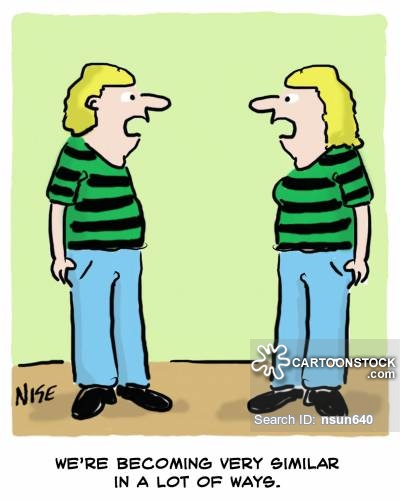 NISE
CARTOONSTOCK
.com
Search ID: nsun640
WE'RE BECOMING VERY SIMILAR
IN A LOT OF WAYS.